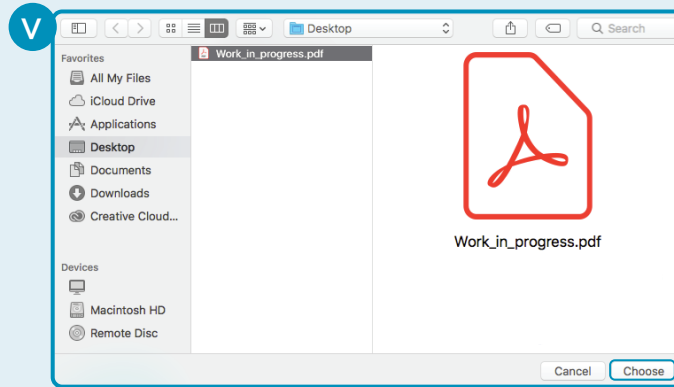 V
Desktop
Search
Favorites
All My Files
iCloud Drive
Applications
Desktop
Documents
Downloads
Creative Cloud...
Devices
Macintosh HD
Remote Disc
Work_in_progress.pdf
Work_in_progress.pdf
Cancel Choose